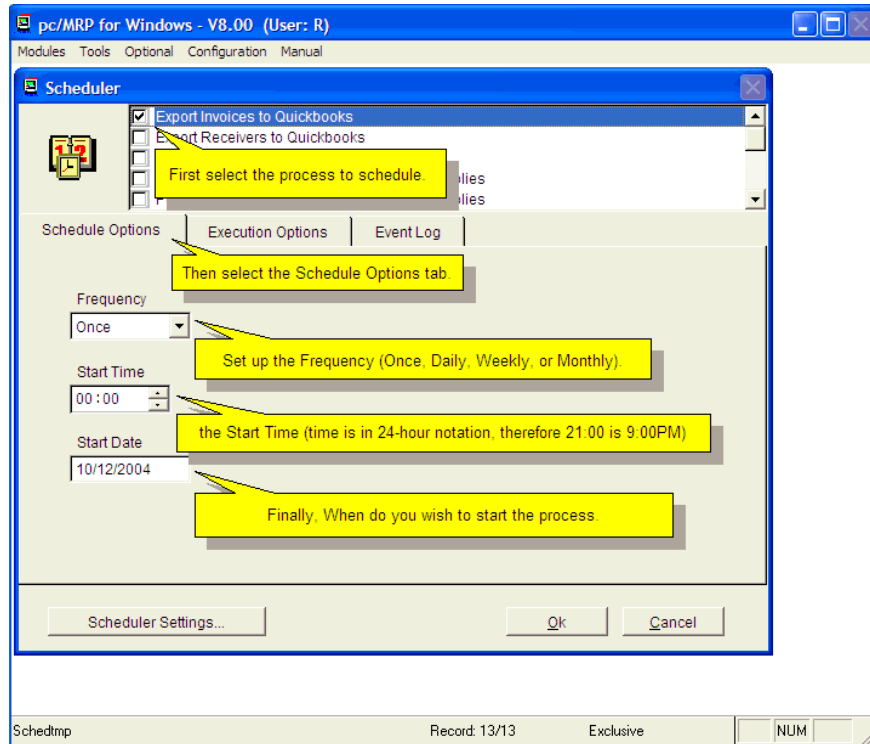 pc/MRP for Windows - V8.00 (User: R)
Modules Tools Optional Configuration Manual
Scheduler
Export Invoices to Quickbooks
Export Receivers to Quickbooks
First select the process to schedule.
Schedule Options
Execution Options
Event Log
Then select the Schedule Options tab.
Frequency
Once
Set up the Frequency (Once, Daily, Weekly, or Monthly).
Start Time
00:00
the Start Time (time is in 24-hour notation, therefore 21:00 is 9:00PM)
Start Date
10/12/2004
Finally, When do you wish to start the process.
Scheduler Settings...
Ok
Cancel
Schedtmp
Record: 13/13
Exclusive
NUM